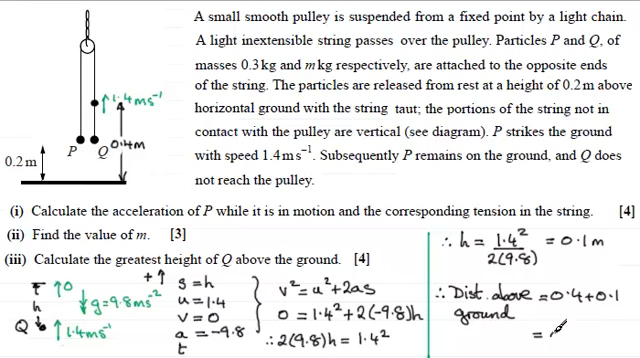 A small smooth pulley is suspended from a fixed point by a light chain.
A light inextensible string passes over the pulley. Particles P and Q, of
masses 0.3 kg and m kg respectively, are attached to the opposite ends
of the string. The particles are released from rest at a height of 0.2 m above
horizontal ground with the string taut; the portions of the string not in
contact with the pulley are vertical (see diagram). P strikes the ground
with speed 1.4 m s⁻¹. Subsequently P remains on the ground, and Q does
not reach the pulley.
↑1.4ms⁻¹
P Q 0.4m
0.2 m
(i) Calculate the acceleration of P while it is in motion and the corresponding tension in the string. [4]
(ii) Find the value of m. [3]
(iii) Calculate the greatest height of Q above the ground. [4]
↑0
h
↓g=9.8ms⁻²
Q ↑1.4ms⁻¹
+↑
s=h
u=1.4
v=0
a=-9.8
t
v²=u²+2as
0=1.4²+2(-9.8)h
∴2(9.8)h=1.4²
∴ h = 1.4²/2(9.8) = 0.1m
∴ Dist. above ground = 0.4+0.1
=